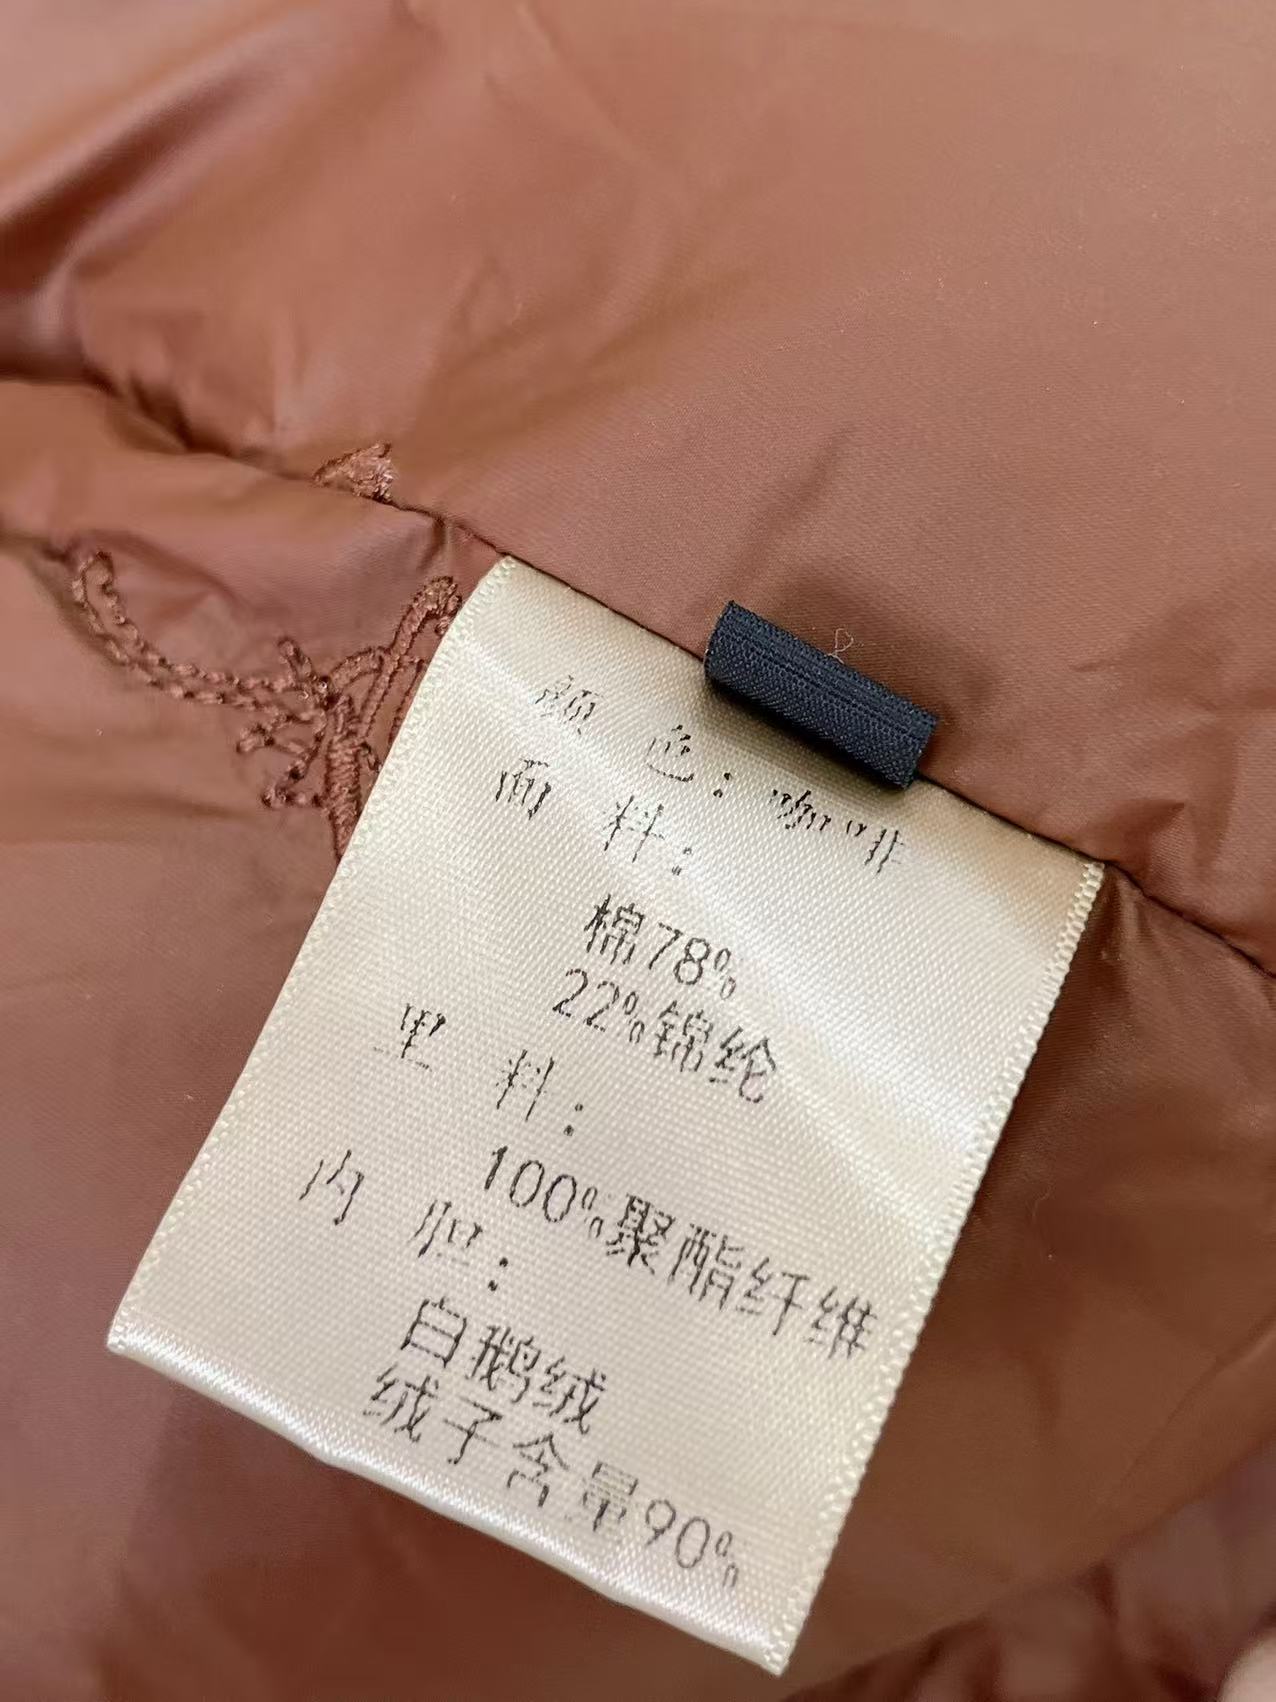 颜 色：咖啡
面 料：
棉78%
22%锦纶
里 料：
100%聚酯纤维
内 胆：
白鹅绒
绒子含量90%